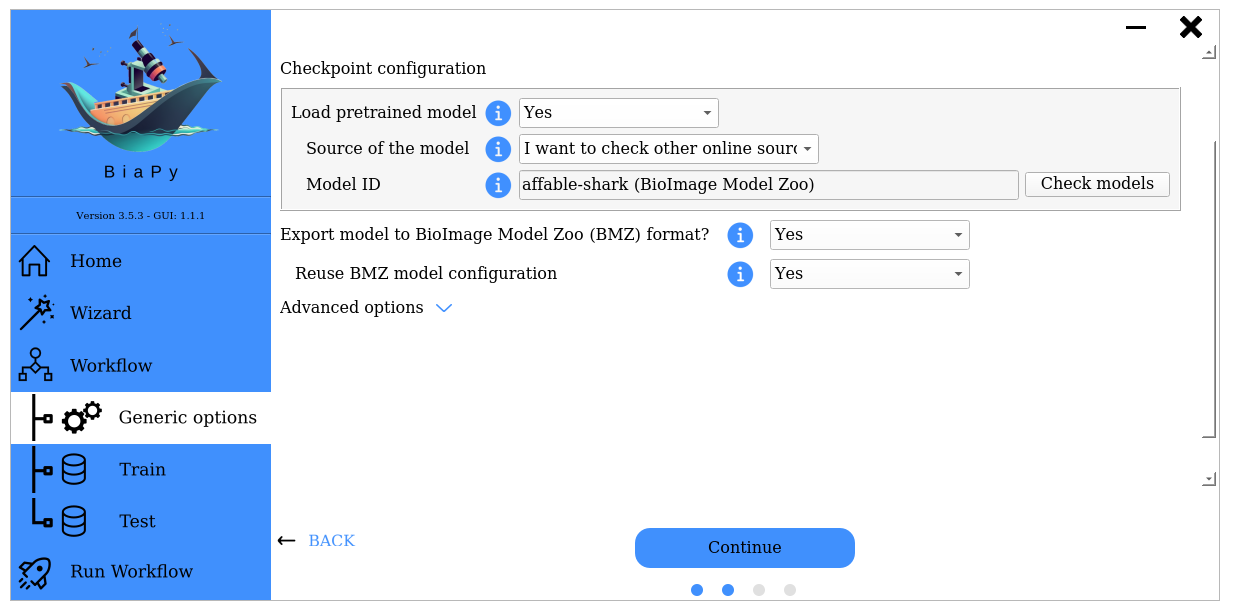 BiaPy
Version 3.5.3 - GUI: 1.1.1
Home
Wizard
Workflow
Generic options
Train
Test
Run Workflow
Checkpoint configuration
Load pretrained model i Yes
Source of the model i I want to check other online sourc
Model ID i affable-shark (BioImage Model Zoo) Check models
Export model to BioImage Model Zoo (BMZ) format? i Yes
Reuse BMZ model configuration i Yes
Advanced options
BACK
Continue